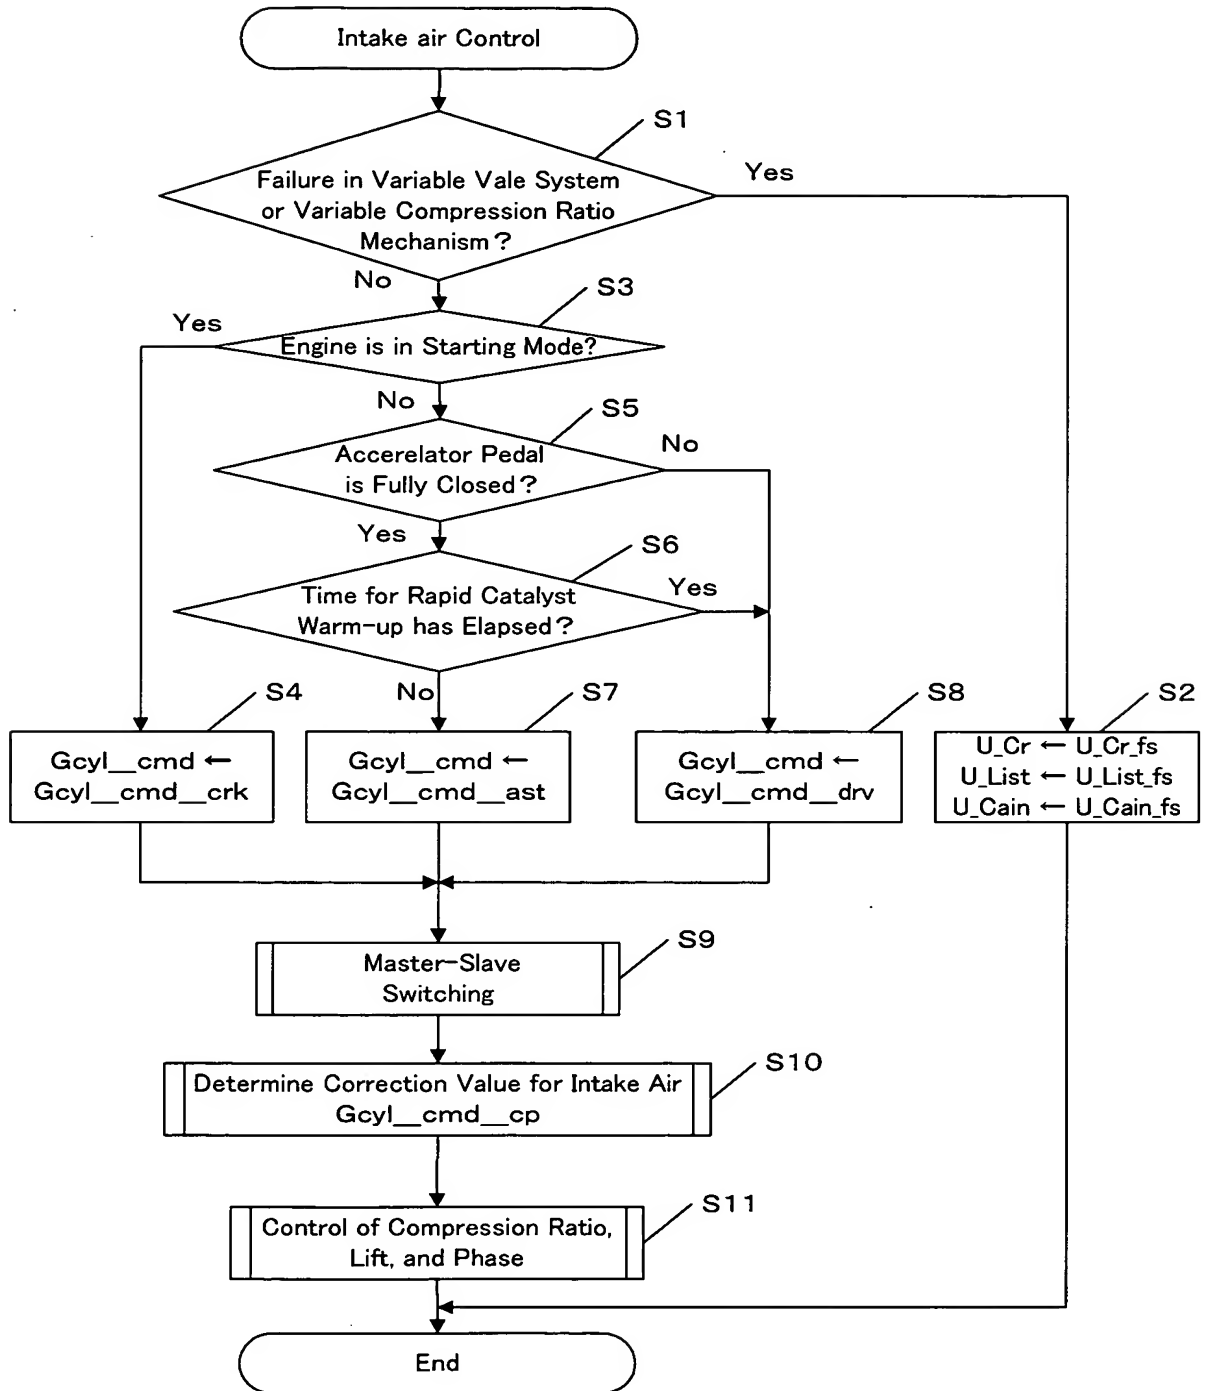 Intake air Control
S1
Failure in Variable Vale System
or Variable Compression Ratio
Mechanism?
Yes
No
S3
Yes
Engine is in Starting Mode?
No
S5
Accerelator Pedal
is Fully Closed?
No
Yes
S6
Time for Rapid Catalyst
Warm-up has Elapsed?
Yes
No
S4
Gcyl__cmd ←
Gcyl__cmd__crk
S7
Gcyl__cmd ←
Gcyl__cmd__ast
S8
Gcyl__cmd ←
Gcyl__cmd__drv
S2
U_Cr ← U_Cr_fs
U_List ← U_List_fs
U_Cain ← U_Cain_fs
S9
Master-Slave
Switching
S10
Determine Correction Value for Intake Air
Gcyl__cmd__cp
S11
Control of Compression Ratio,
Lift, and Phase
End